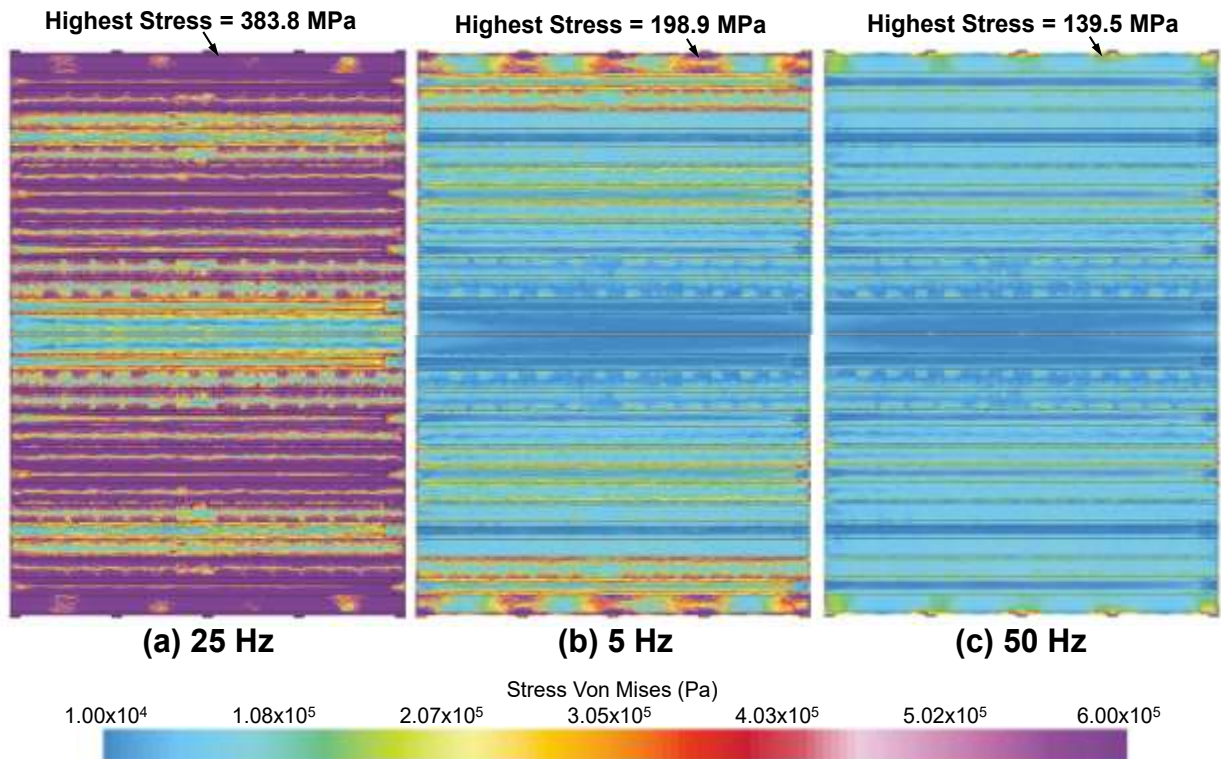 Highest Stress = 383.8 MPa
Highest Stress = 198.9 MPa
Highest Stress = 139.5 MPa
(a) 25 Hz
(b) 5 Hz
(c) 50 Hz
Stress Von Mises (Pa)
1.00x10⁴ 1.08x10⁵ 2.07x10⁵ 3.05x10⁵ 4.03x10⁵ 5.02x10⁵ 6.00x10⁵